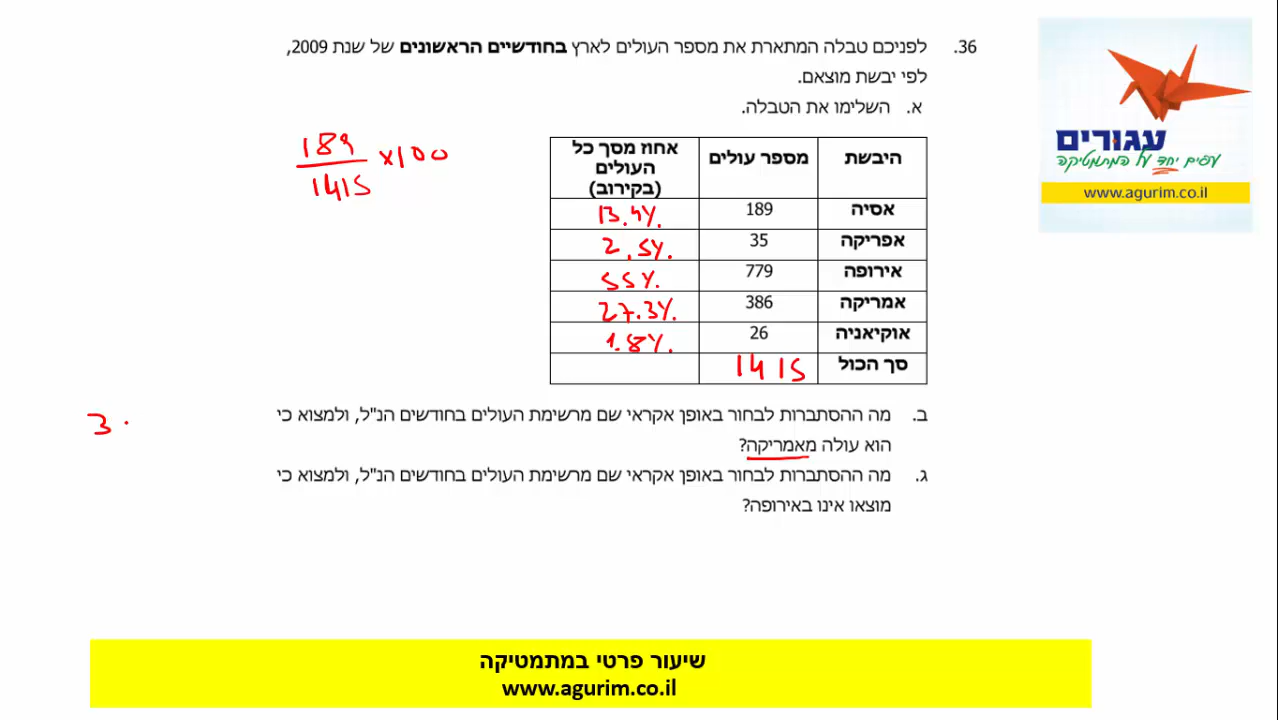 36. לפניכם טבלה המתארת את מספר העולים לארץ בחודשיים הראשונים של שנת 2009,
לפי יבשת מוצאם.
א. השלימו את הטבלה.
היבשת מספר עולים אחוז מסך כל העולים (בקירוב)
אסיה 189 13.4%
אפריקה 35 2.5%
אירופה 779 55%
אמריקה 386 27.3%
אוקיאניה 26 1.8%
סך הכול 1415
189
1415
×100
ב. מה ההסתברות לבחור באופן אקראי שם מרשימת העולים בחודשים הנ"ל, ולמצוא כי
הוא עולה מאמריקה?
ג. מה ההסתברות לבחור באופן אקראי שם מרשימת העולים בחודשים הנ"ל, ולמצוא כי
מוצאו אינו באירופה?
3.
עגורים
עפים יחד על המתמטיקה
www.agurim.co.il
שיעור פרטי במתמטיקה
www.agurim.co.il